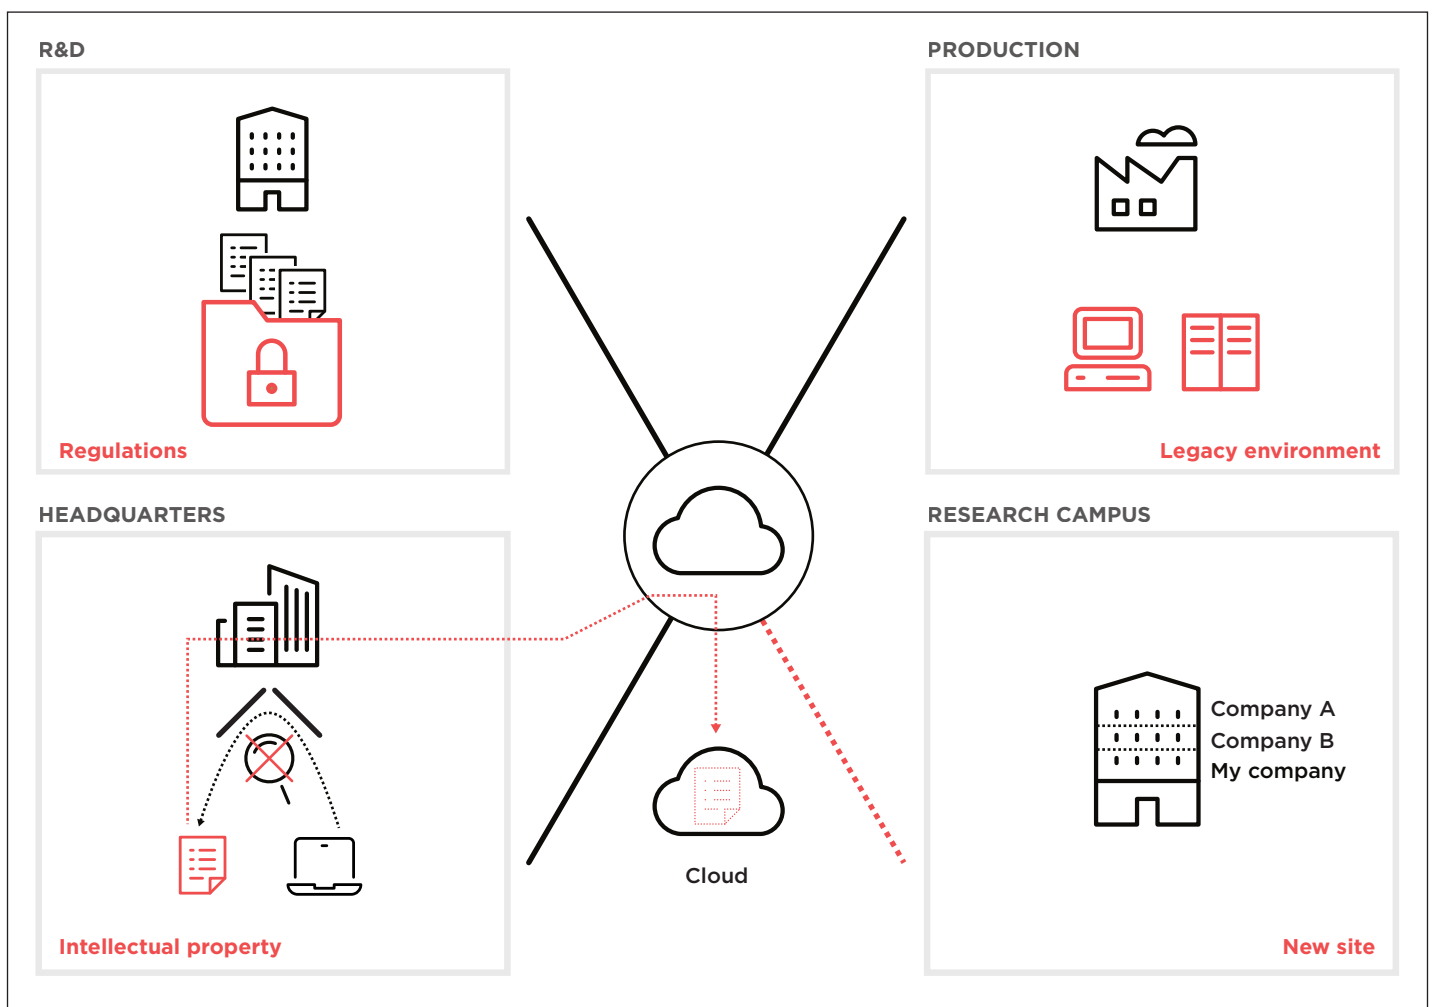 R&D
Regulations
PRODUCTION
Legacy environment
HEADQUARTERS
Intellectual property
Cloud
RESEARCH CAMPUS
Company A
Company B
My company
New site